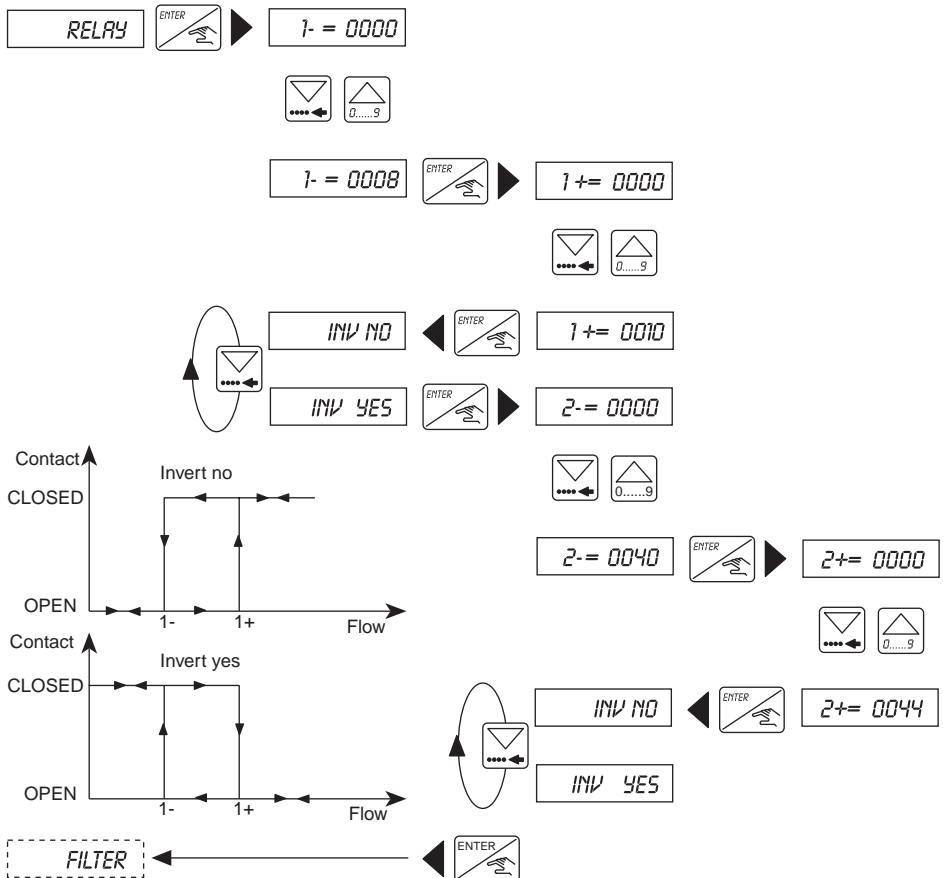 RELAY ENTER 1- = 0000
0......9
1- = 0008 ENTER 1+= 0000
0......9
INV NO ENTER 1+= 0010
INV YES ENTER 2-= 0000
0......9
2-= 0040 ENTER 2+= 0000
0......9
INV NO ENTER 2+= 0044
INV YES
Contact
Invert no
CLOSED
OPEN
1- 1+ Flow
Contact
Invert yes
CLOSED
OPEN
1- 1+ Flow
FILTER ENTER